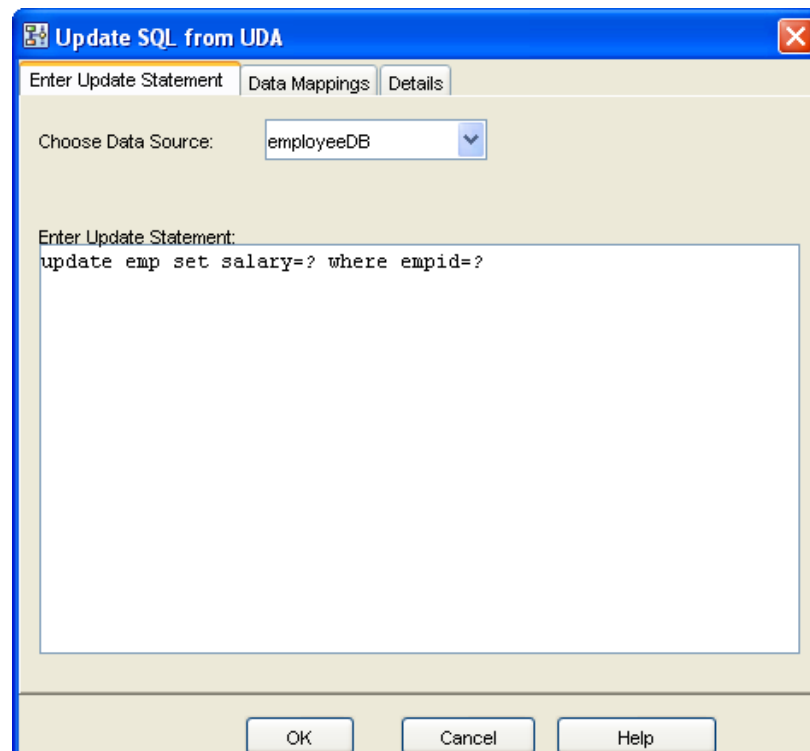 Update SQL from UDA
Enter Update Statement Data Mappings Details
Choose Data Source: employeeDB
Enter Update Statement:
update emp set salary=? where empid=?
OK Cancel Help